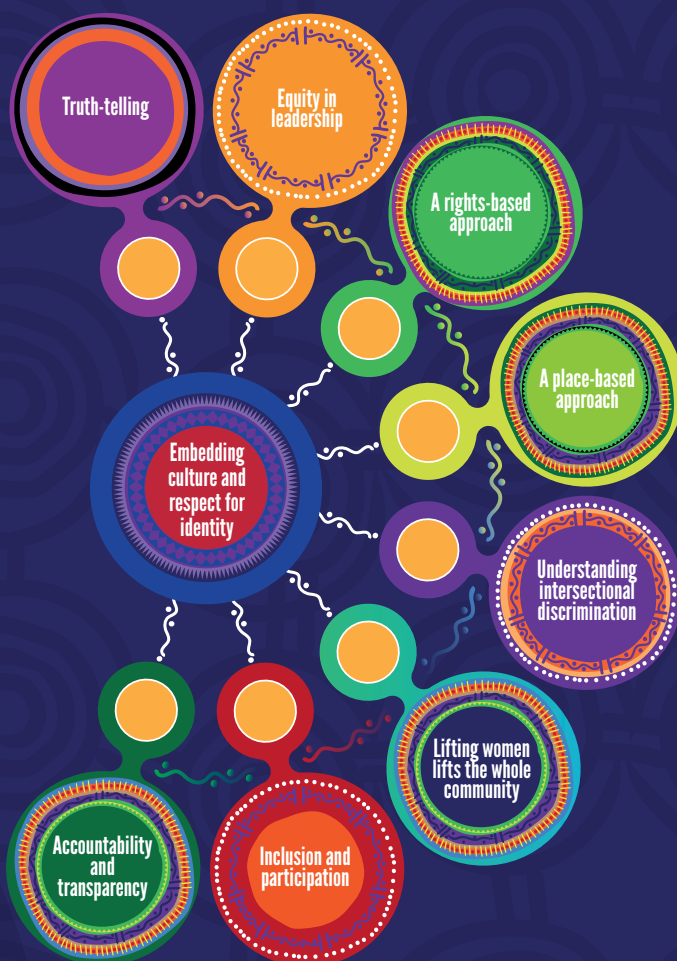 Truth-telling
Equity in
leadership
A rights-based
approach
A place-based
approach
Embedding
culture and
respect for
identity
Understanding
intersectional
discrimination
Lifting women
lifts the whole
community
Accountability
and
transparency
Inclusion and
participation